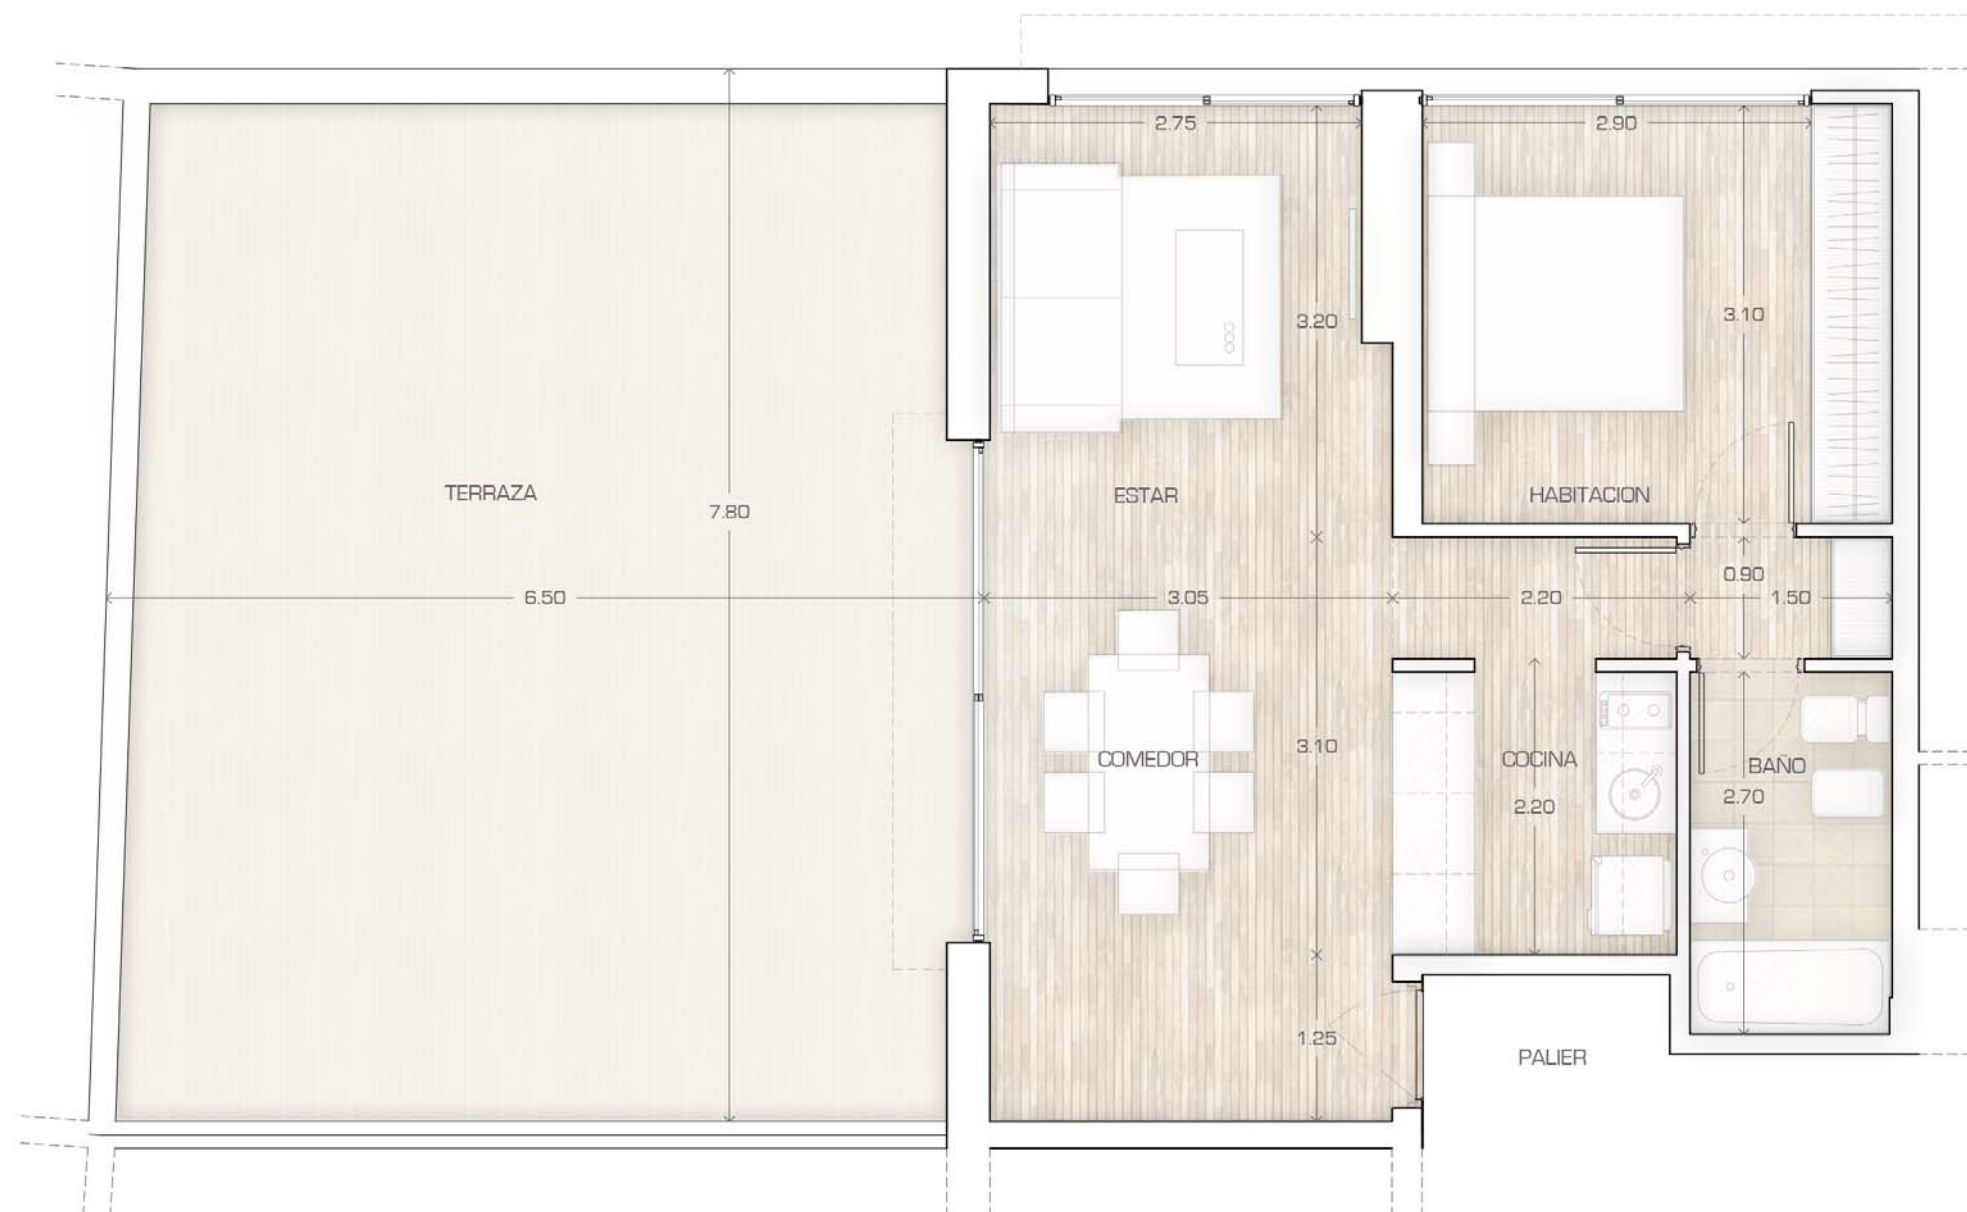 2.75
2.90
3.10
3.20
TERRAZA
ESTAR
HABITACION
7.80
0.90
6.50
3.05
2.20
1.50
3.10
COMEDOR
COCINA
BAÑO
2.70
2.20
1.25
PALIER